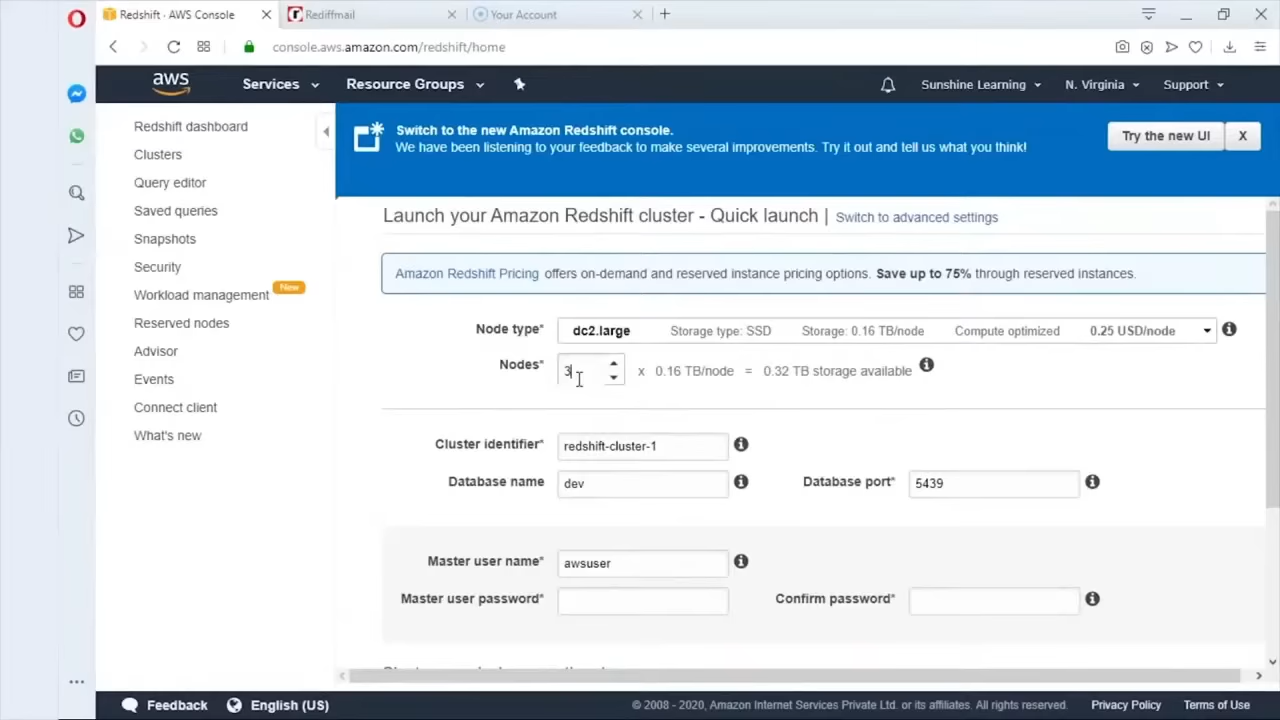 Redshift · AWS Console
Rediffmail
Your Account
console.aws.amazon.com/redshift/home
aws
Services
Resource Groups
Sunshine Learning
N. Virginia
Support
Redshift dashboard
Clusters
Query editor
Saved queries
Snapshots
Security
Workload management New
Reserved nodes
Advisor
Events
Connect client
What's new
Switch to the new Amazon Redshift console.
We have been listening to your feedback to make several improvements. Try it out and tell us what you think!
Try the new UI X
Launch your Amazon Redshift cluster - Quick launch | Switch to advanced settings
Amazon Redshift Pricing offers on-demand and reserved instance pricing options. Save up to 75% through reserved instances.
Node type* dc2.large Storage type: SSD Storage: 0.16 TB/node Compute optimized 0.25 USD/node
Nodes* 3 x 0.16 TB/node = 0.32 TB storage available
Cluster identifier* redshift-cluster-1
Database name dev Database port* 5439
Master user name* awsuser
Master user password* Confirm password*
Feedback English (US)
© 2008 - 2020, Amazon Internet Services Private Ltd. or its affiliates. All rights reserved. Privacy Policy Terms of Use